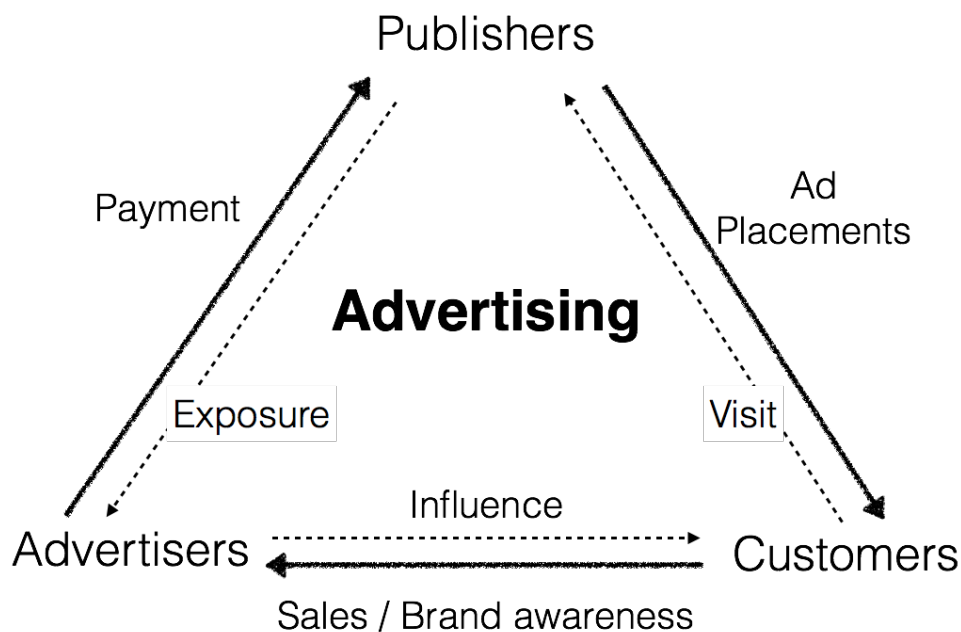 Publishers
Payment
Ad
Placements
Advertising
Exposure
Visit
Influence
Advertisers
Customers
Sales / Brand awareness